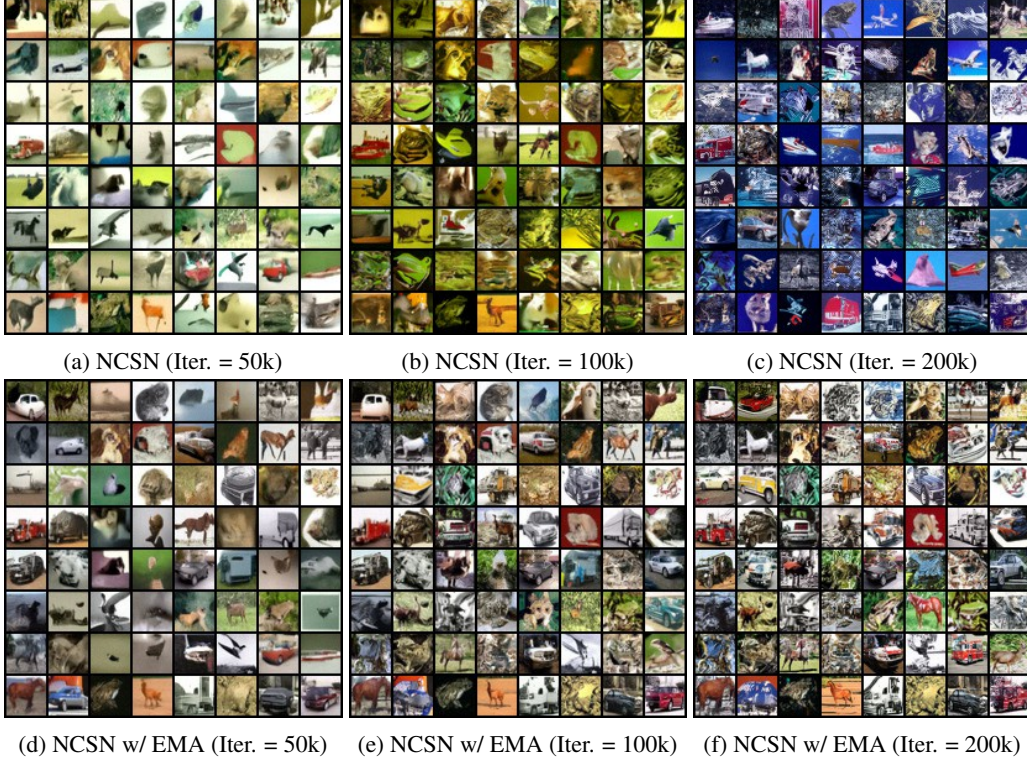 (a) NCSN (Iter. = 50k)
(b) NCSN (Iter. = 100k)
(c) NCSN (Iter. = 200k)
(d) NCSN w/ EMA (Iter. = 50k)
(e) NCSN w/ EMA (Iter. = 100k)
(f) NCSN w/ EMA (Iter. = 200k)